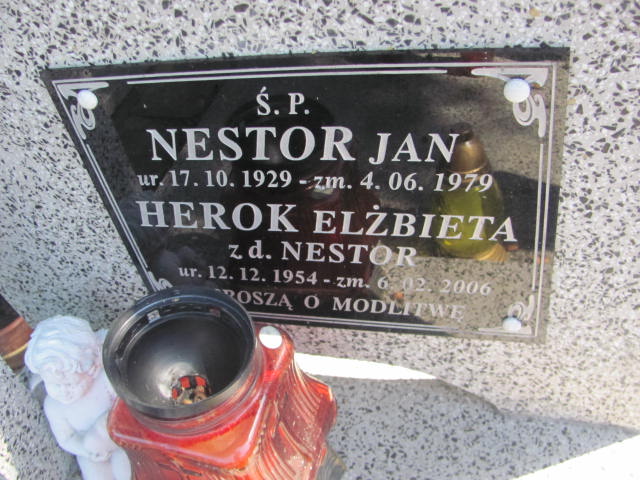 Ś. P.
NESTOR JAN
ur. 17. 10. 1929 - zm. 4. 06. 1979
HEROK ELŻBIETA
z d. NESTOR
ur. 12. 12. 1954 - zm. 6. 02. 2006
PROSZĄ O MODLITWĘ